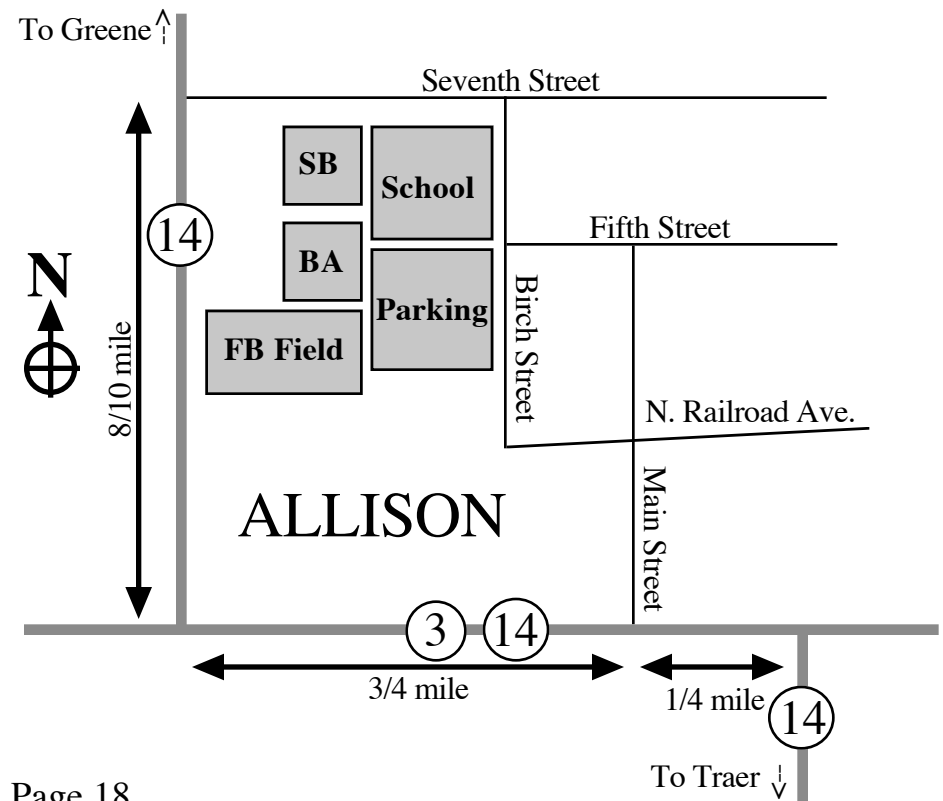 To Greene
Seventh Street
SB
School
14
Fifth Street
N
BA
Birch Street
Parking
FB Field
8/10 mile
N. Railroad Ave.
Main Street
ALLISON
3
14
3/4 mile
1/4 mile
14
To Traer
Page 18